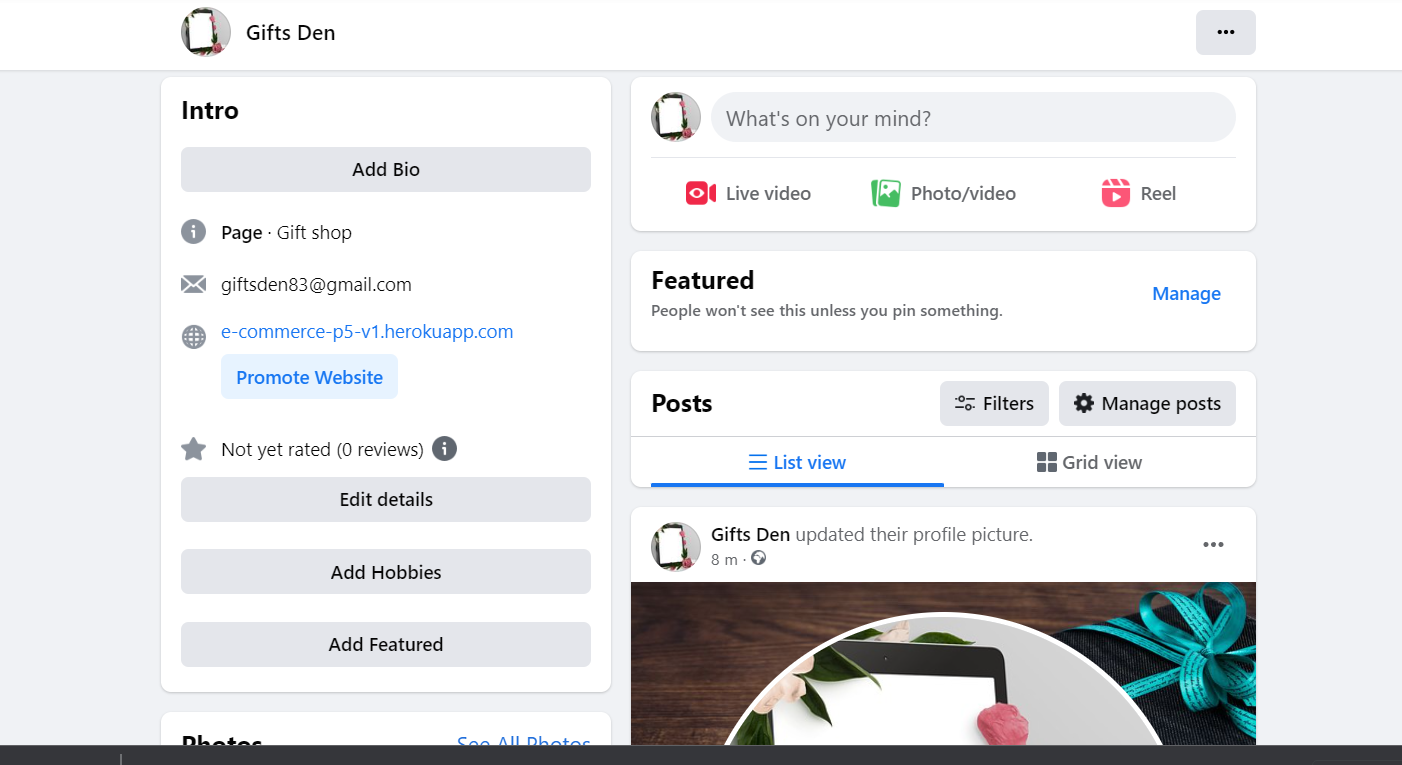 Gifts Den
Intro
Add Bio
Page · Gift shop
giftsden83@gmail.com
e-commerce-p5-v1.herokuapp.com
Promote Website
Not yet rated (0 reviews)
Edit details
Add Hobbies
Add Featured
Photos
See All Photos
What's on your mind?
Live video
Photo/video
Reel
Featured
Manage
People won't see this unless you pin something.
Posts
Filters
Manage posts
List view
Grid view
Gifts Den updated their profile picture.
8 m ·